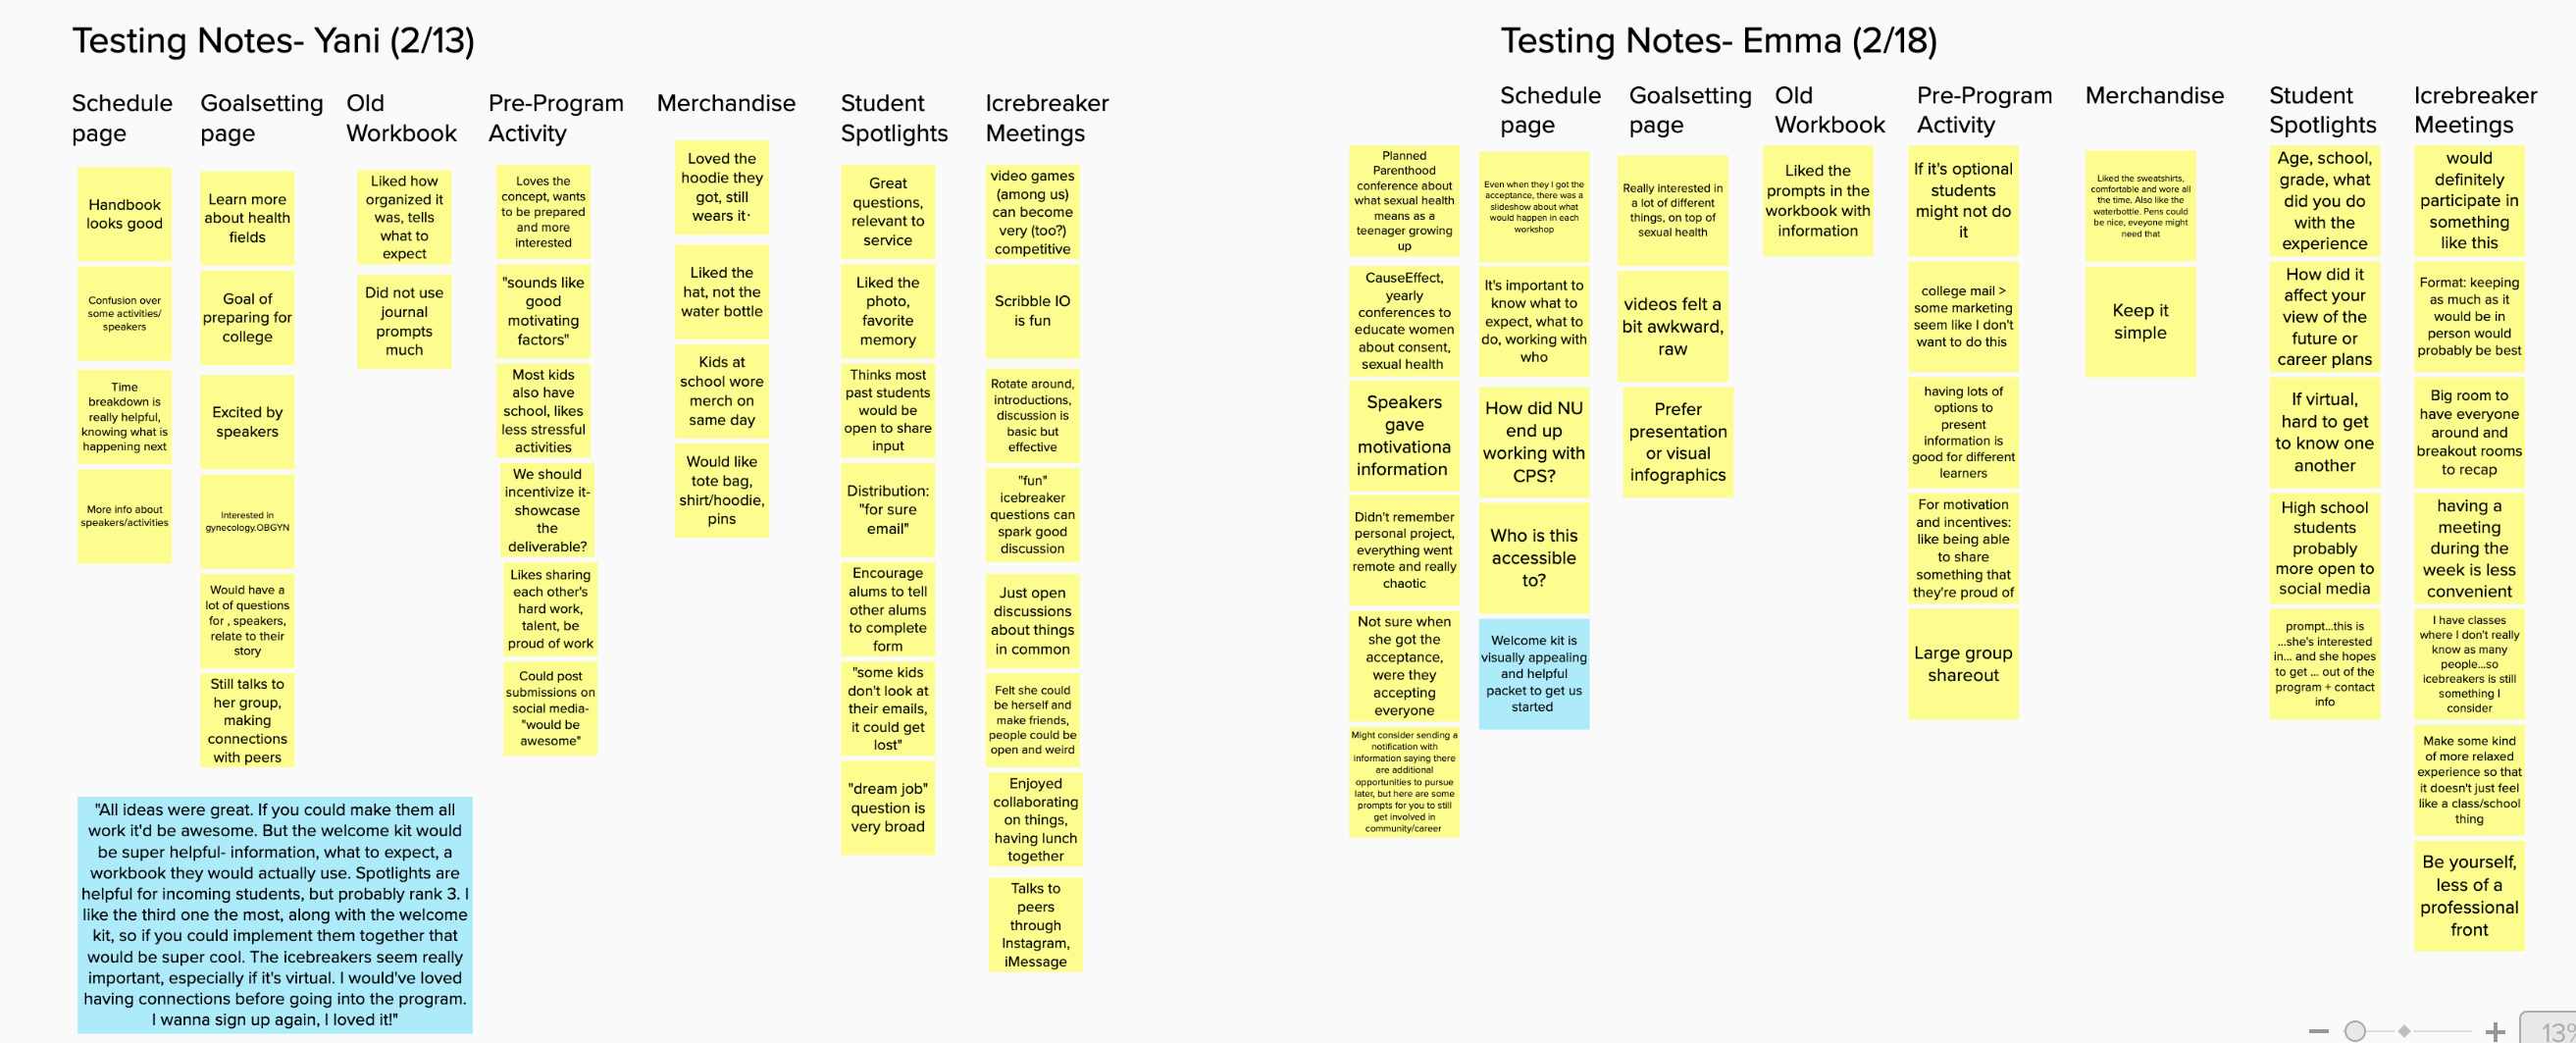 Testing Notes- Yani (2/13)
Schedule
page
Handbook
looks good
Confusion over
some activities/
speakers
Time
breakdown is
really helpful,
knowing what is
happening next
More info about
speakers/activities
Goalsetting
page
Learn more
about health
fields
Goal of
preparing for
college
Excited by
speakers
Interested in
gynecology.OBGYN
Would have a
lot of questions
for , speakers,
relate to their
story
Still talks to
her group,
making
connections
with peers
Old
Workbook
Liked how
organized it
was, tells
what to
expect
Did not use
journal
prompts
much
Pre-Program
Activity
Loves the
concept, wants
to be prepared
and more
interested
"sounds like
good
motivating
factors"
Most kids
also have
school, likes
less stressful
activities
We should
incentivize it-
showcase
the
deliverable?
Likes sharing
each other's
hard work,
talent, be
proud of work
Could post
submissions on
social media-
"would be
awesome"
Merchandise
Loved the
hoodie they
got, still
wears it·
Liked the
hat, not the
water bottle
Kids at
school wore
merch on
same day
Would like
tote bag,
shirt/hoodie,
pins
Student
Spotlights
Great
questions,
relevant to
service
Liked the
photo,
favorite
memory
Thinks most
past students
would be
open to share
input
Distribution:
"for sure
email"
Encourage
alums to tell
other alums
to complete
form
"some kids
don't look at
their emails,
it could get
lost"
"dream job"
question is
very broad
Icrebreaker
Meetings
video games
(among us)
can become
very (too?)
competitive
Scribble IO
is fun
Rotate around,
introductions,
discussion is
basic but
effective
"fun"
icebreaker
questions can
spark good
discussion
Just open
discussions
about things
in common
Felt she could
be herself and
make friends,
people could be
open and weird
Enjoyed
collaborating
on things,
having lunch
together
Talks to
peers
through
Instagram,
iMessage
"All ideas were great. If you could make them all
work it'd be awesome. But the welcome kit would
be super helpful- information, what to expect, a
workbook they would actually use. Spotlights are
helpful for incoming students, but probably rank 3. I
like the third one the most, along with the welcome
kit, so if you could implement them together that
would be super cool. The icebreakers seem really
important, especially if it's virtual. I would've loved
having connections before going into the program.
I wanna sign up again, I loved it!"
Testing Notes- Emma (2/18)
Planned
Parenthood
conference about
what sexual health
means as a
teenager growing
up
CauseEffect,
yearly
conferences to
educate women
about consent,
sexual health
Speakers
gave
motivationa
information
Didn't remember
personal project,
everything went
remote and really
chaotic
Not sure when
she got the
acceptance,
were they
accepting
everyone
Might consider sending a
notification with
information saying there
are additional
opportunities to pursue
later, but here are some
prompts for you to still
get involved in
community/career
Schedule
page
Even when they I got the
acceptance, there was a
slideshow about what
would happen in each
workshop
It's important to
know what to
expect, what to
do, working with
who
How did NU
end up
working with
CPS?
Who is this
accessible
to?
Welcome kit is
visually appealing
and helpful
packet to get us
started
Goalsetting
page
Really interested in
a lot of different
things, on top of
sexual health
videos felt a
bit awkward,
raw
Prefer
presentation
or visual
infographics
Old
Workbook
Liked the
prompts in the
workbook with
information
Pre-Program
Activity
If it's optional
students
might not do
it
college mail >
some marketing
seem like I don't
want to do this
having lots of
options to
present
information is
good for different
learners
For motivation
and incentives:
like being able
to share
something that
they're proud of
Large group
shareout
Merchandise
Liked the sweatshirts,
comfortable and wore all
the time. Also like the
waterbottle. Pens could
be nice, eveyone might
need that
Keep it
simple
Student
Spotlights
Age, school,
grade, what
did you do
with the
experience
How did it
affect your
view of the
future or
career plans
If virtual,
hard to get
to know one
another
High school
students
probably
more open to
social media
prompt...this is
...she's interested
in... and she hopes
to get ... out of the
program + contact
info
Icrebreaker
Meetings
would
definitely
participate in
something
like this
Format: keeping
as much as it
would be in
person would
probably be best
Big room to
have everyone
around and
breakout rooms
to recap
having a
meeting
during the
week is less
convenient
I have classes
where I don't really
know as many
people...so
icebreakers is still
something I
consider
Make some kind
of more relaxed
experience so that
it doesn't just feel
like a class/school
thing
Be yourself,
less of a
professional
front
13%